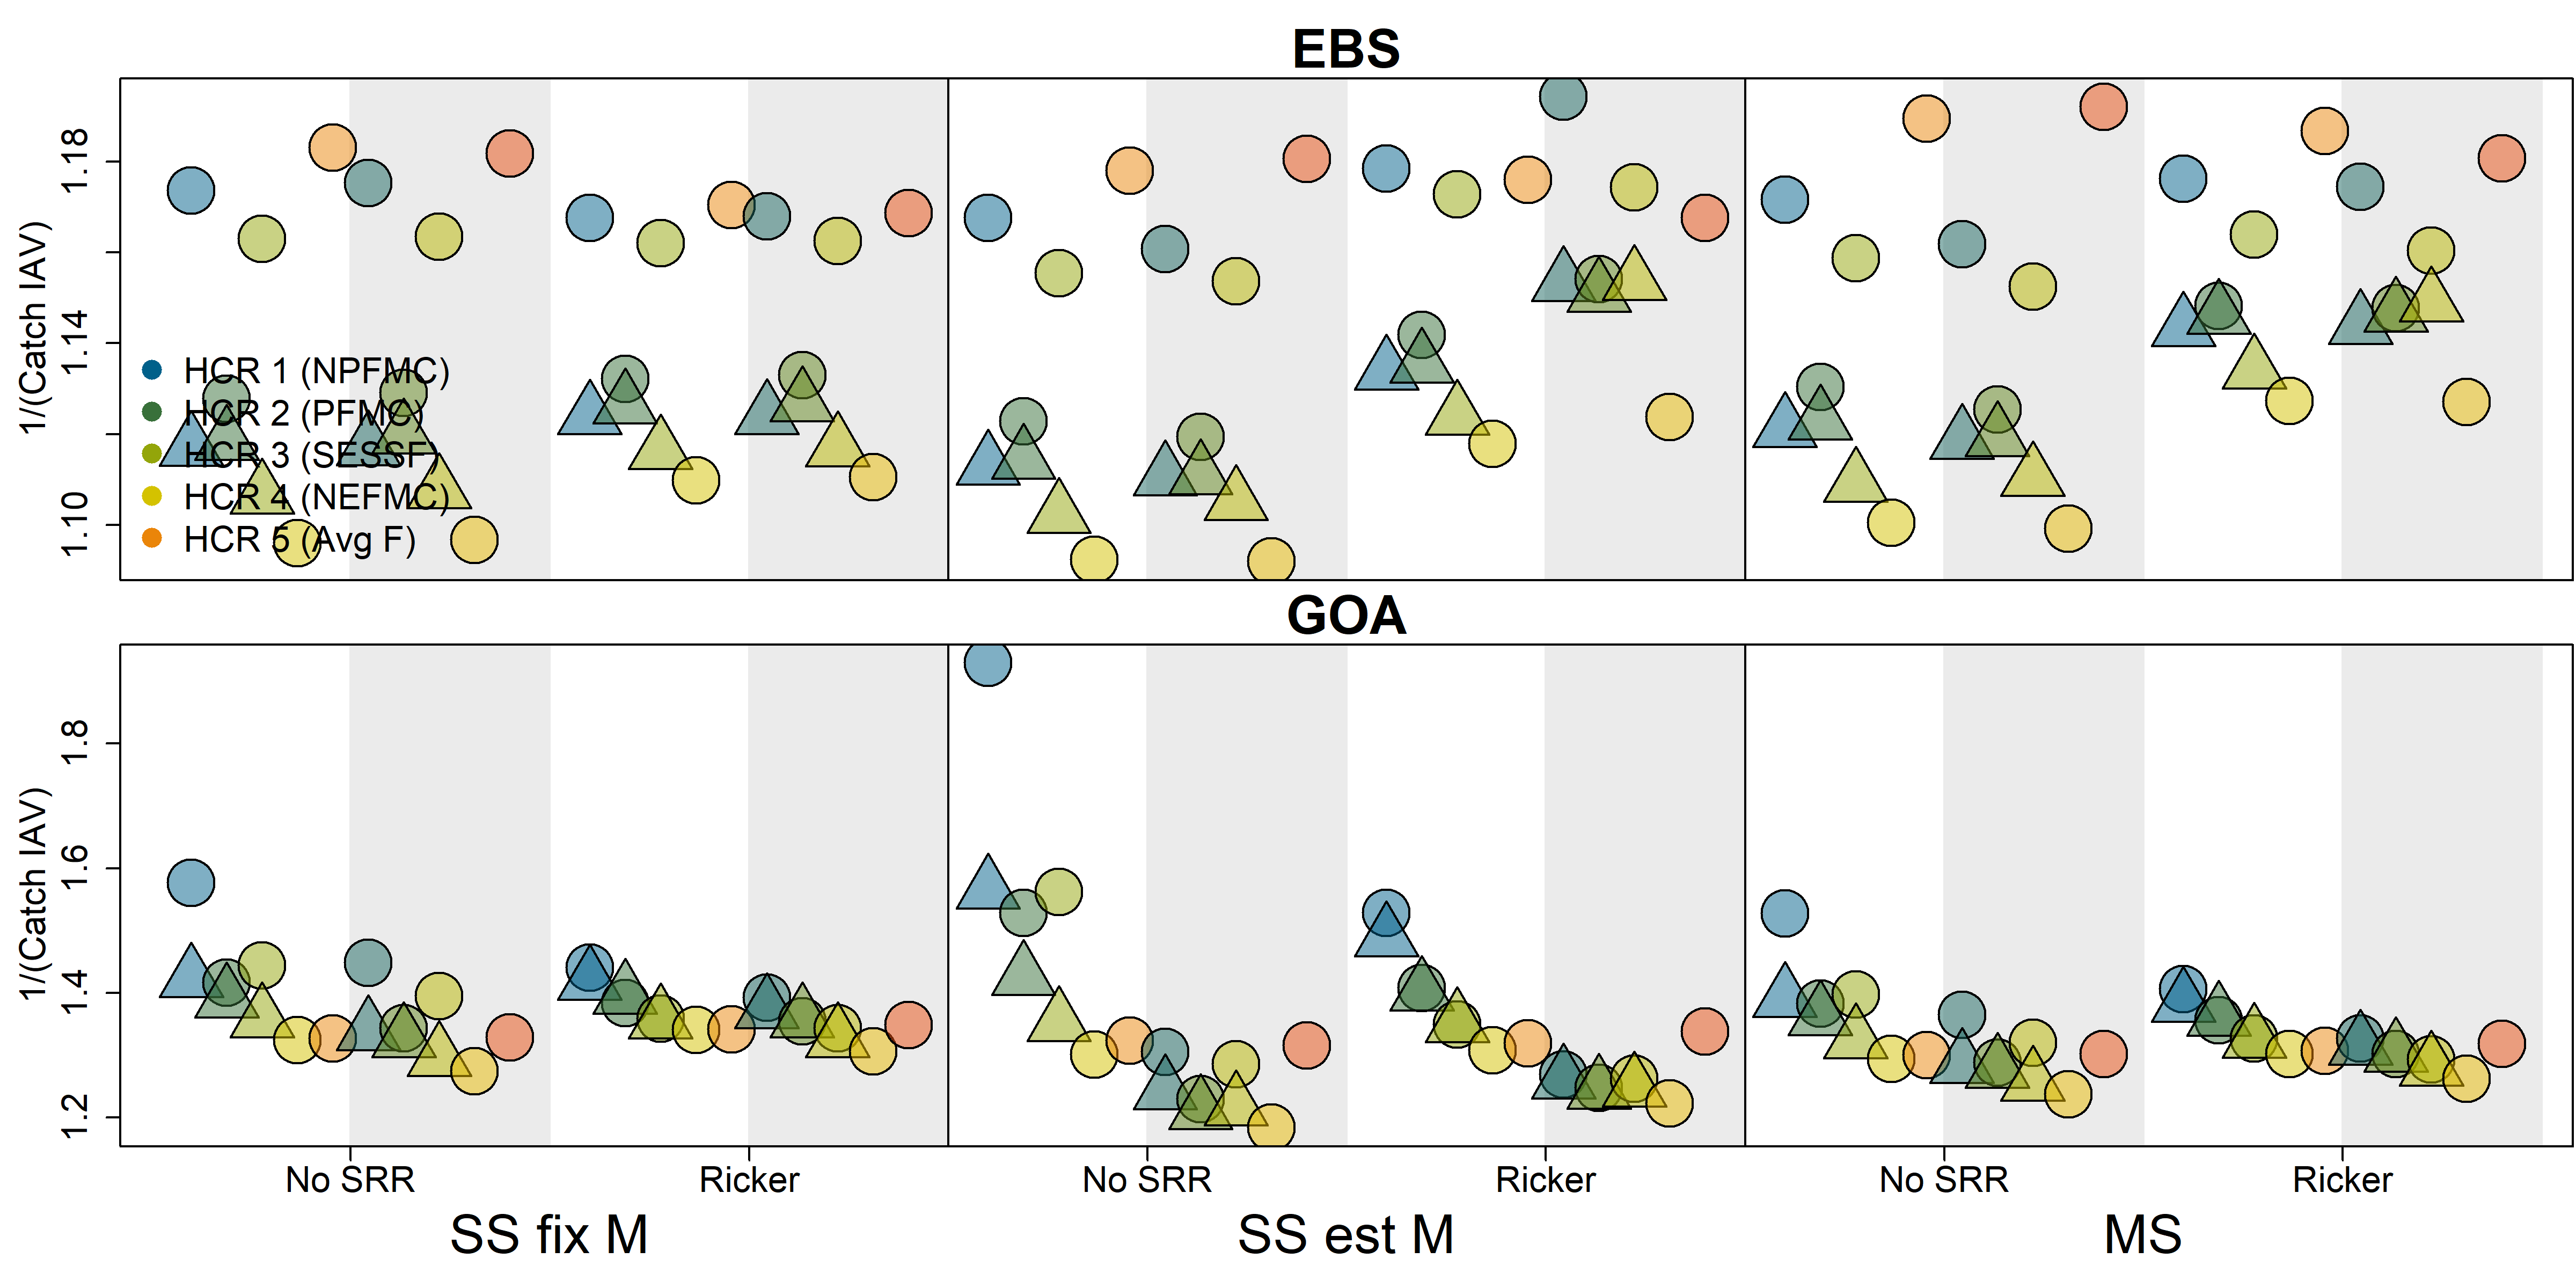 EBS
1/(Catch IAV)
1.18
1.14
1.10
HCR 1 (NPFMC)
HCR 2 (PFMC)
HCR 3 (SESSF)
HCR 4 (NEFMC)
HCR 5 (Avg F)
GOA
1/(Catch IAV)
1.8
1.6
1.4
1.2
No SRR Ricker No SRR Ricker No SRR Ricker
SS fix M SS est M MS